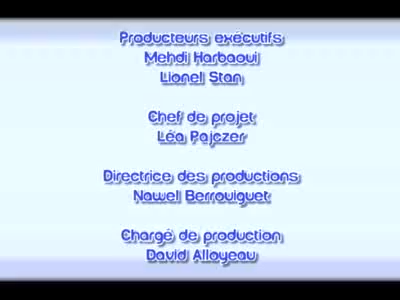 Producteurs exécutifs
Mehdi Harbaoui
Lionel Stan
Chef de projet
Léa Pajczer
Directrice des productions
Nawel Berrouiguet
Chargé de production
David Alloyeau